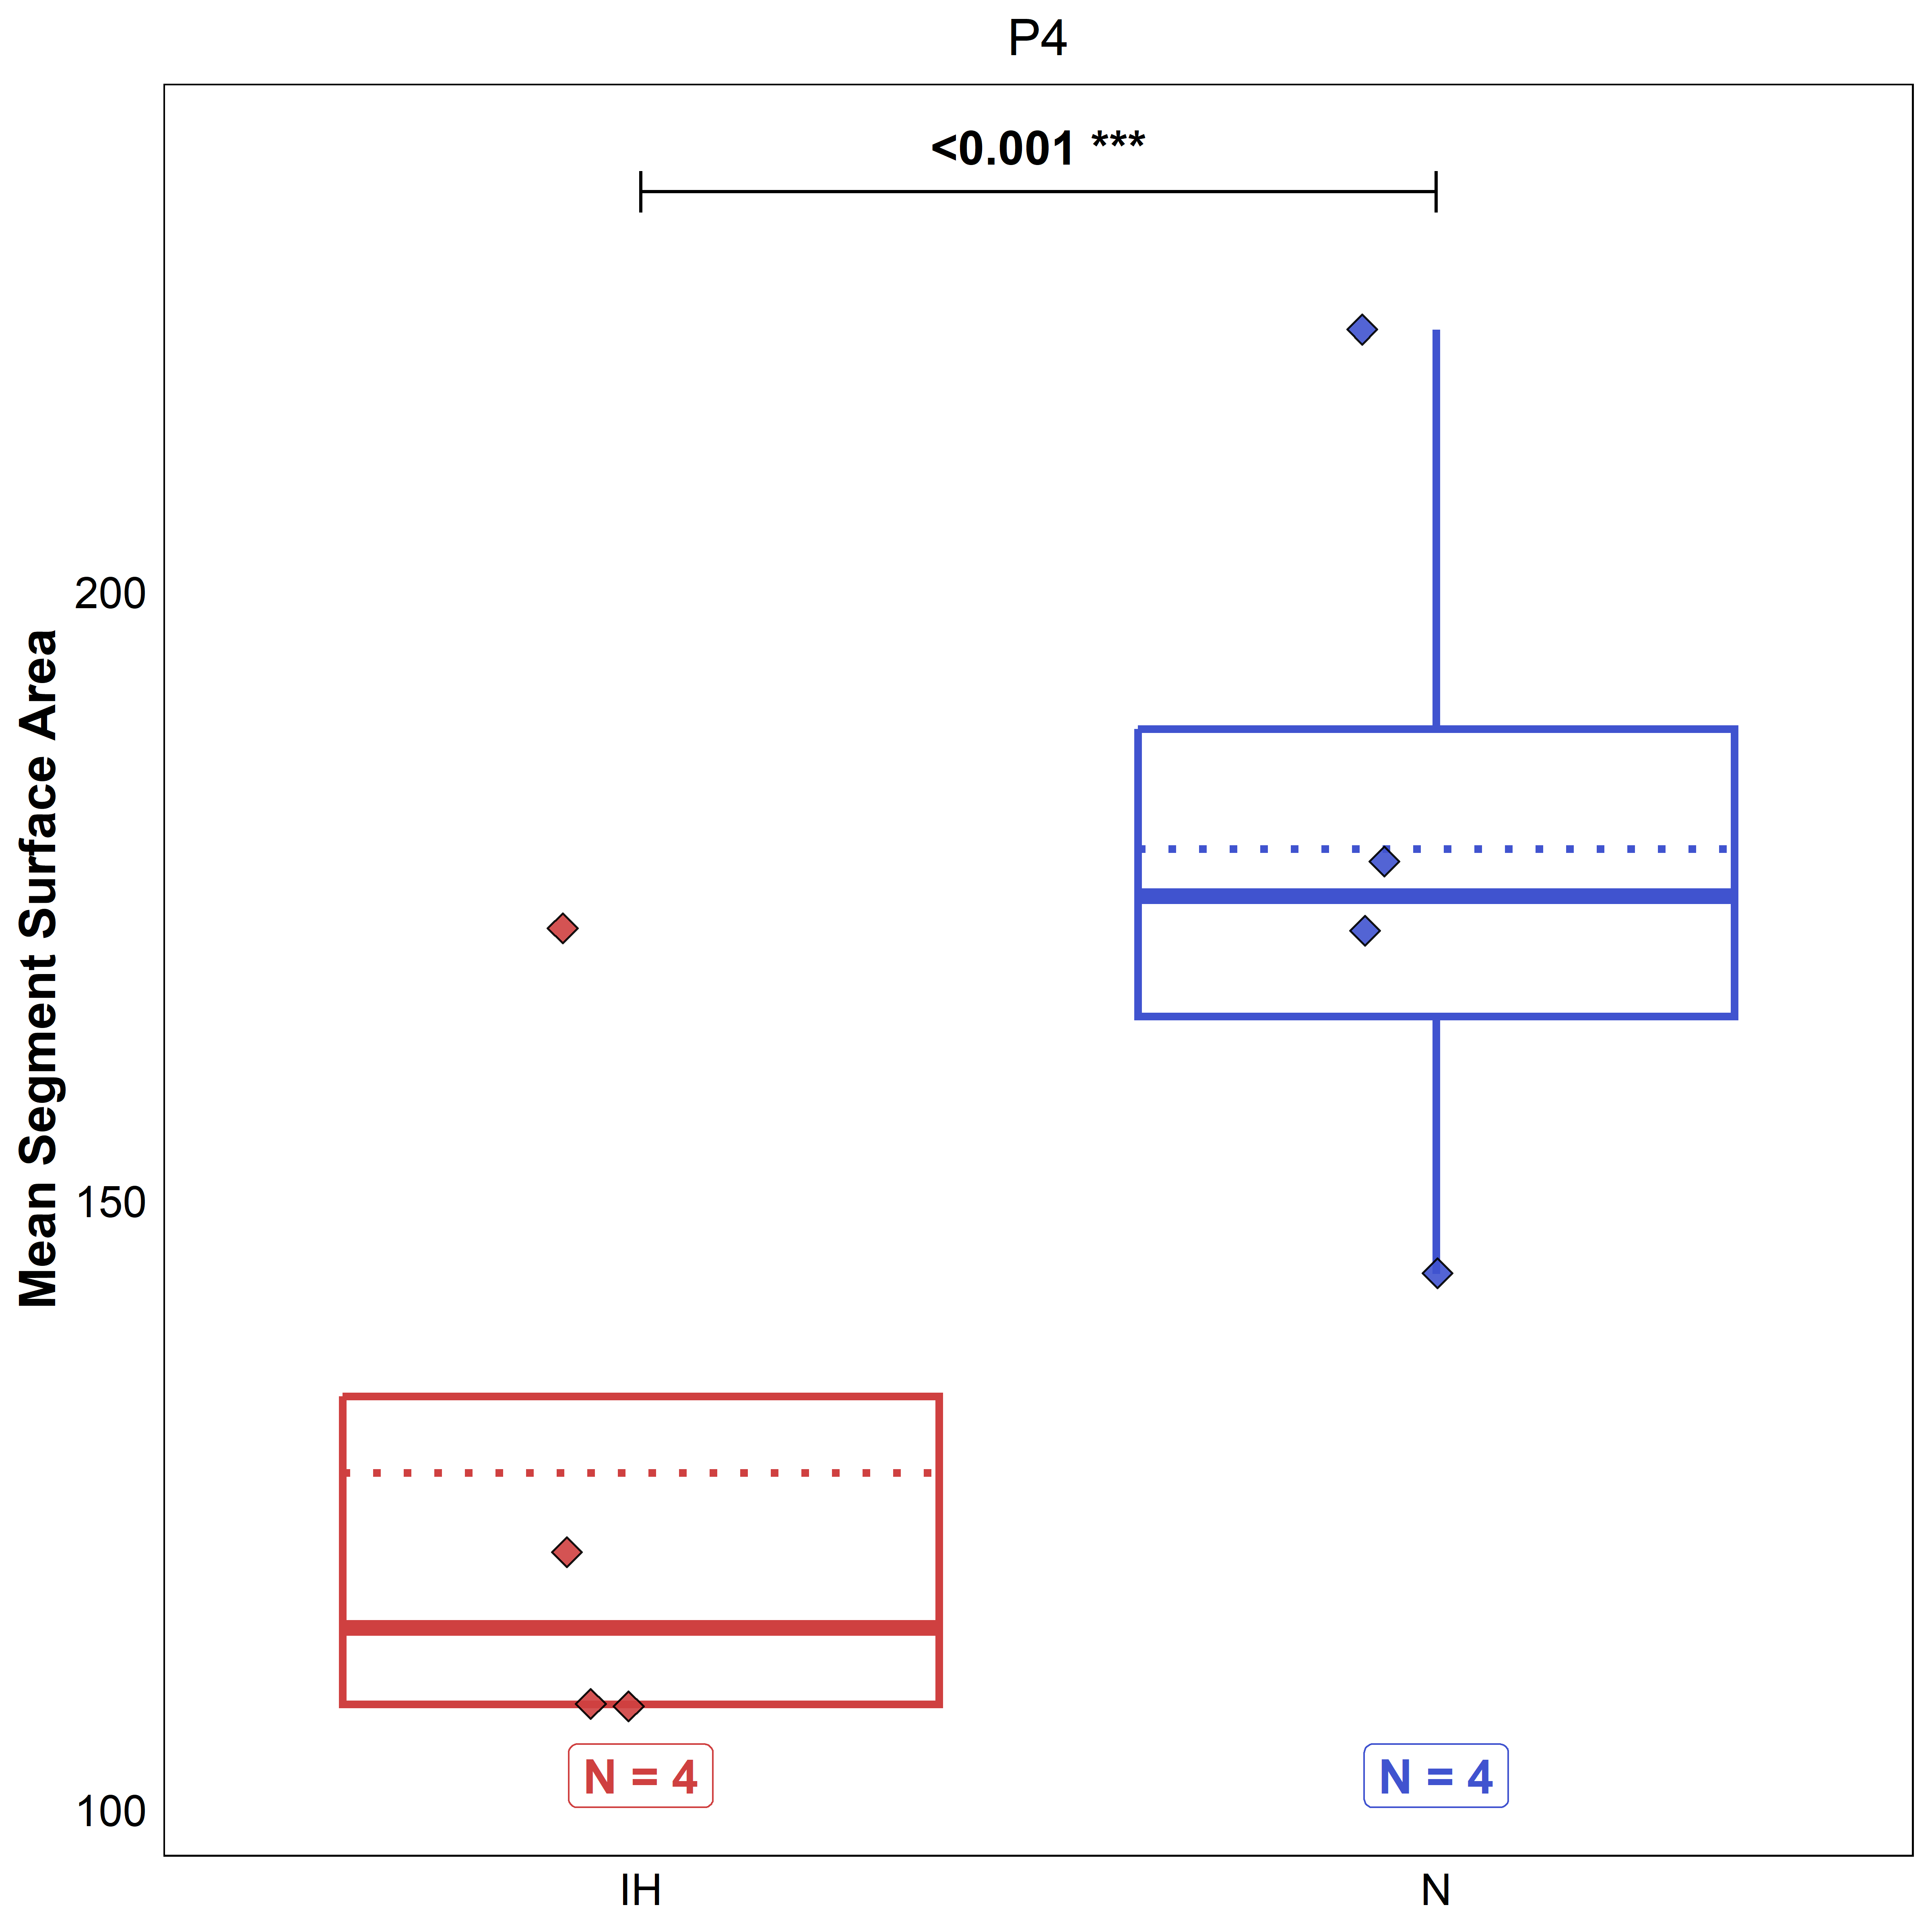 P4
<0.001 ***
Mean Segment Surface Area
200
150
100
N = 4
N = 4
IH
N